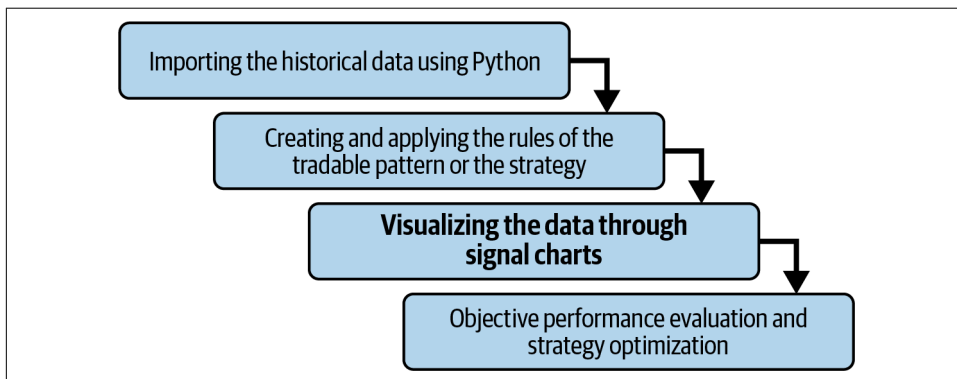 Importing the historical data using Python
Creating and applying the rules of the
tradable pattern or the strategy
Visualizing the data through
signal charts
Objective performance evaluation and
strategy optimization